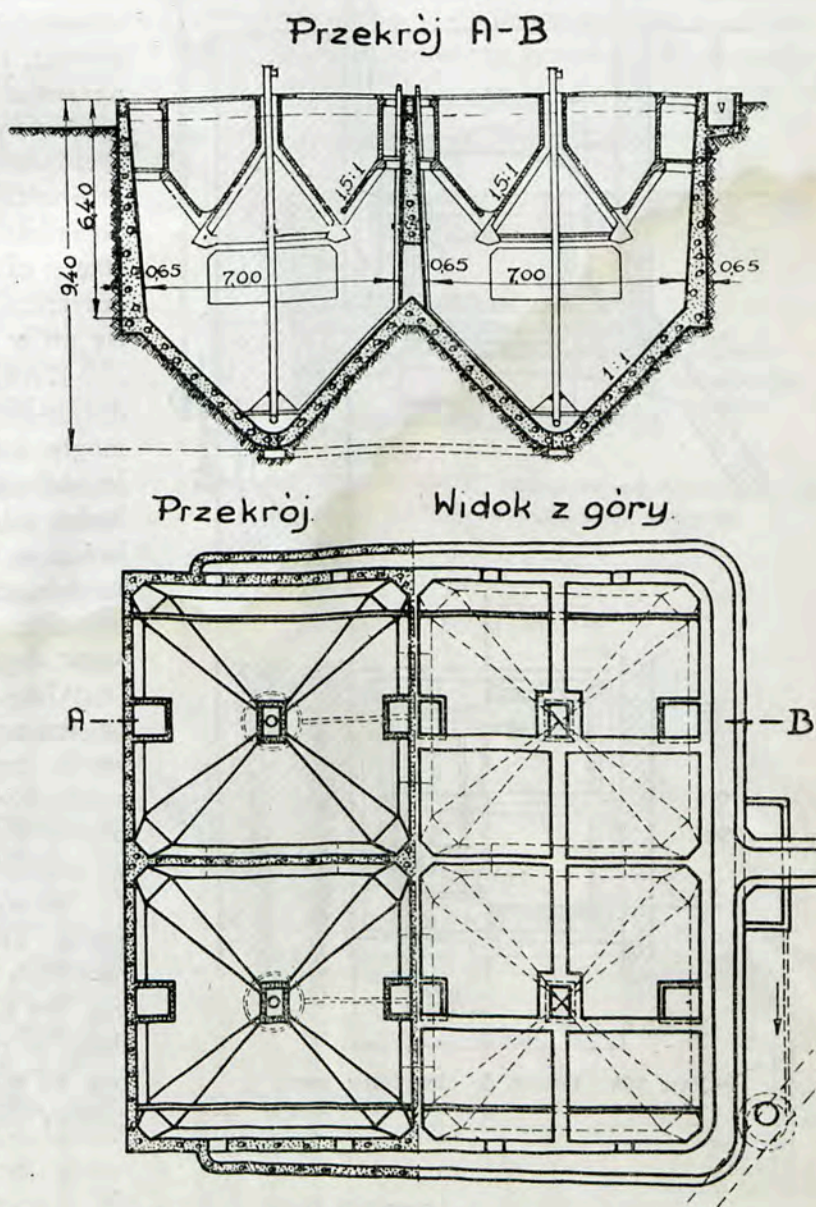 Przekrój A-B
1,5:1
1,5:1
6,40
9,40
0,65
7,00
0,65
7,00
0,65
1:1
Przekrój.
Widok z góry.
A
B